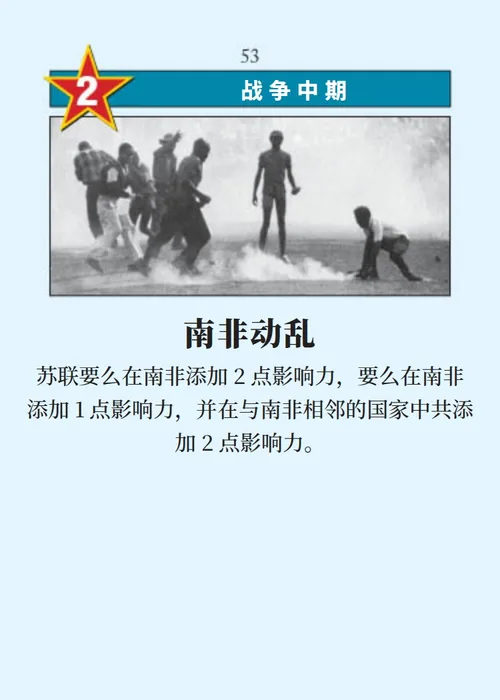 53
2
战争中期
南非动乱
苏联要么在南非添加 2 点影响力，要么在南非
添加 1 点影响力，并在与南非相邻的国家中共添
加 2 点影响力。